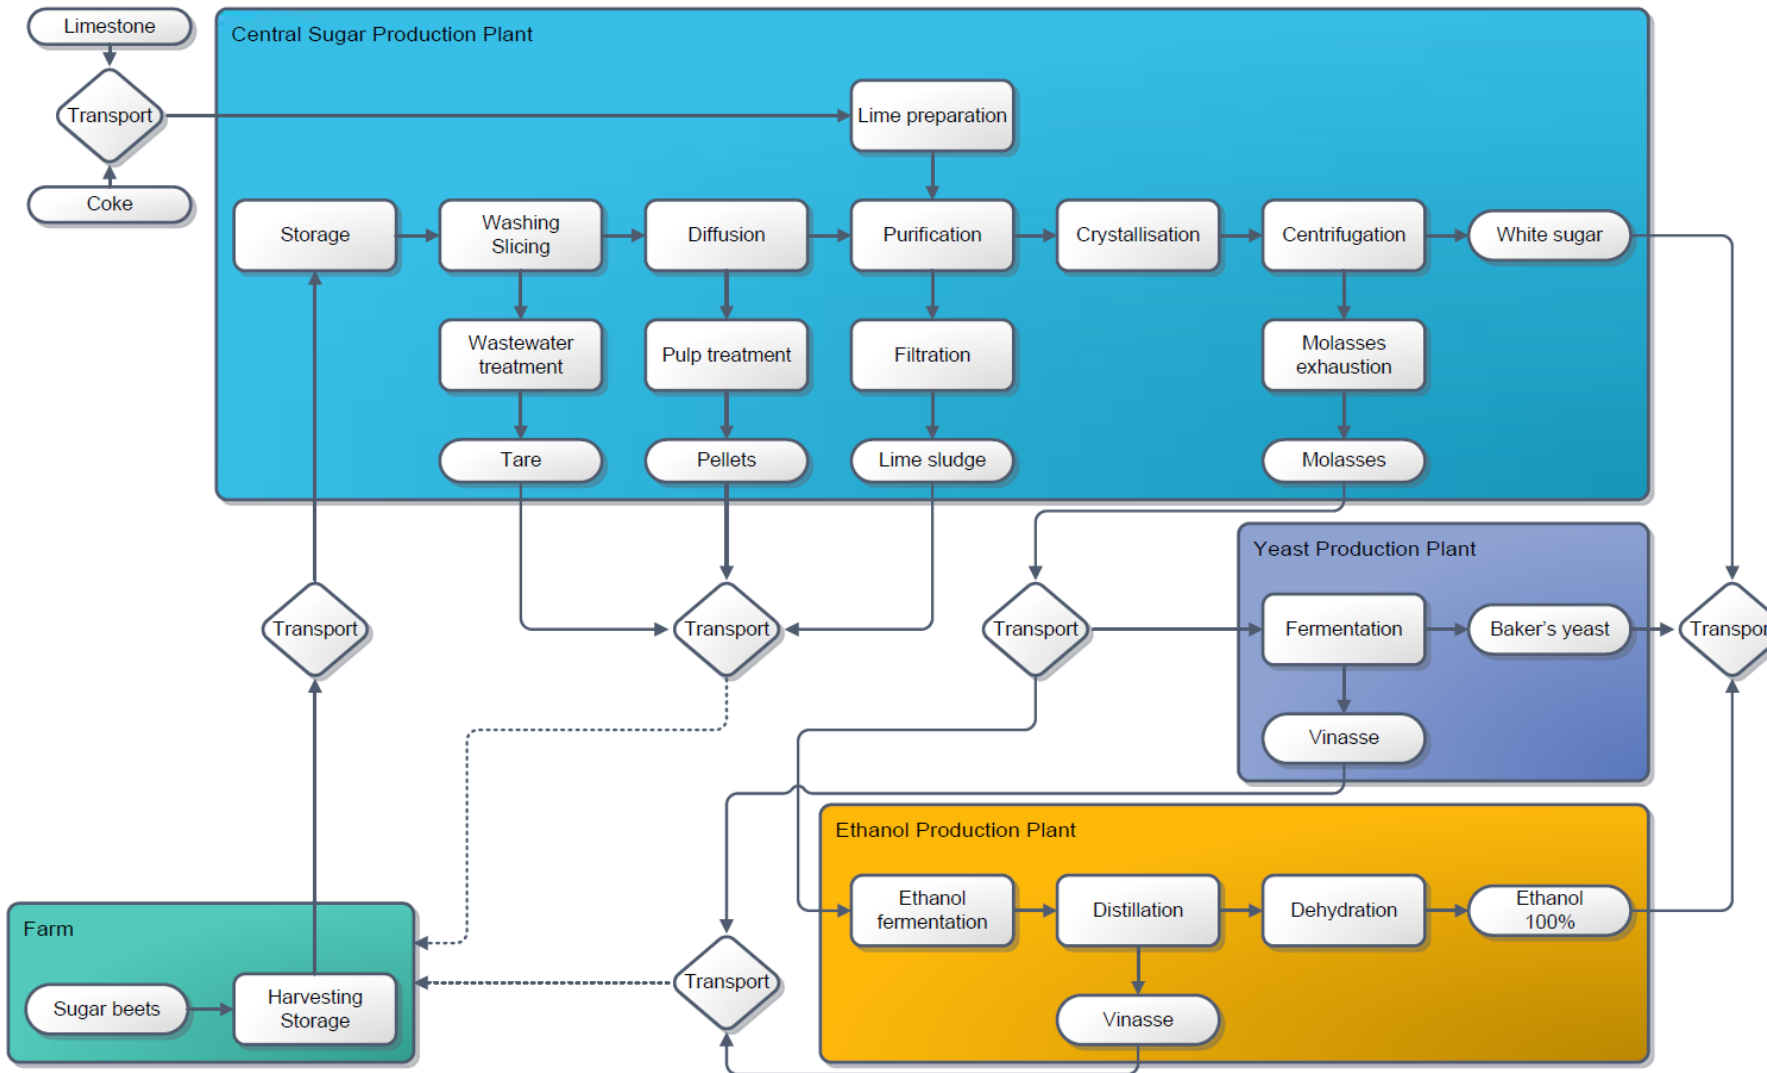 Limestone
Central Sugar Production Plant
Transport
Lime preparation
Coke
Storage
Washing
Slicing
Diffusion
Purification
Crystallisation
Centrifugation
White sugar
Wastewater
treatment
Pulp treatment
Filtration
Molasses
exhaustion
Tare
Pellets
Lime sludge
Molasses
Yeast Production Plant
Transport
Transport
Transport
Fermentation
Baker's yeast
Transport
Vinasse
Ethanol Production Plant
Ethanol
fermentation
Distillation
Dehydration
Ethanol
100%
Farm
Sugar beets
Harvesting
Storage
Transport
Vinasse